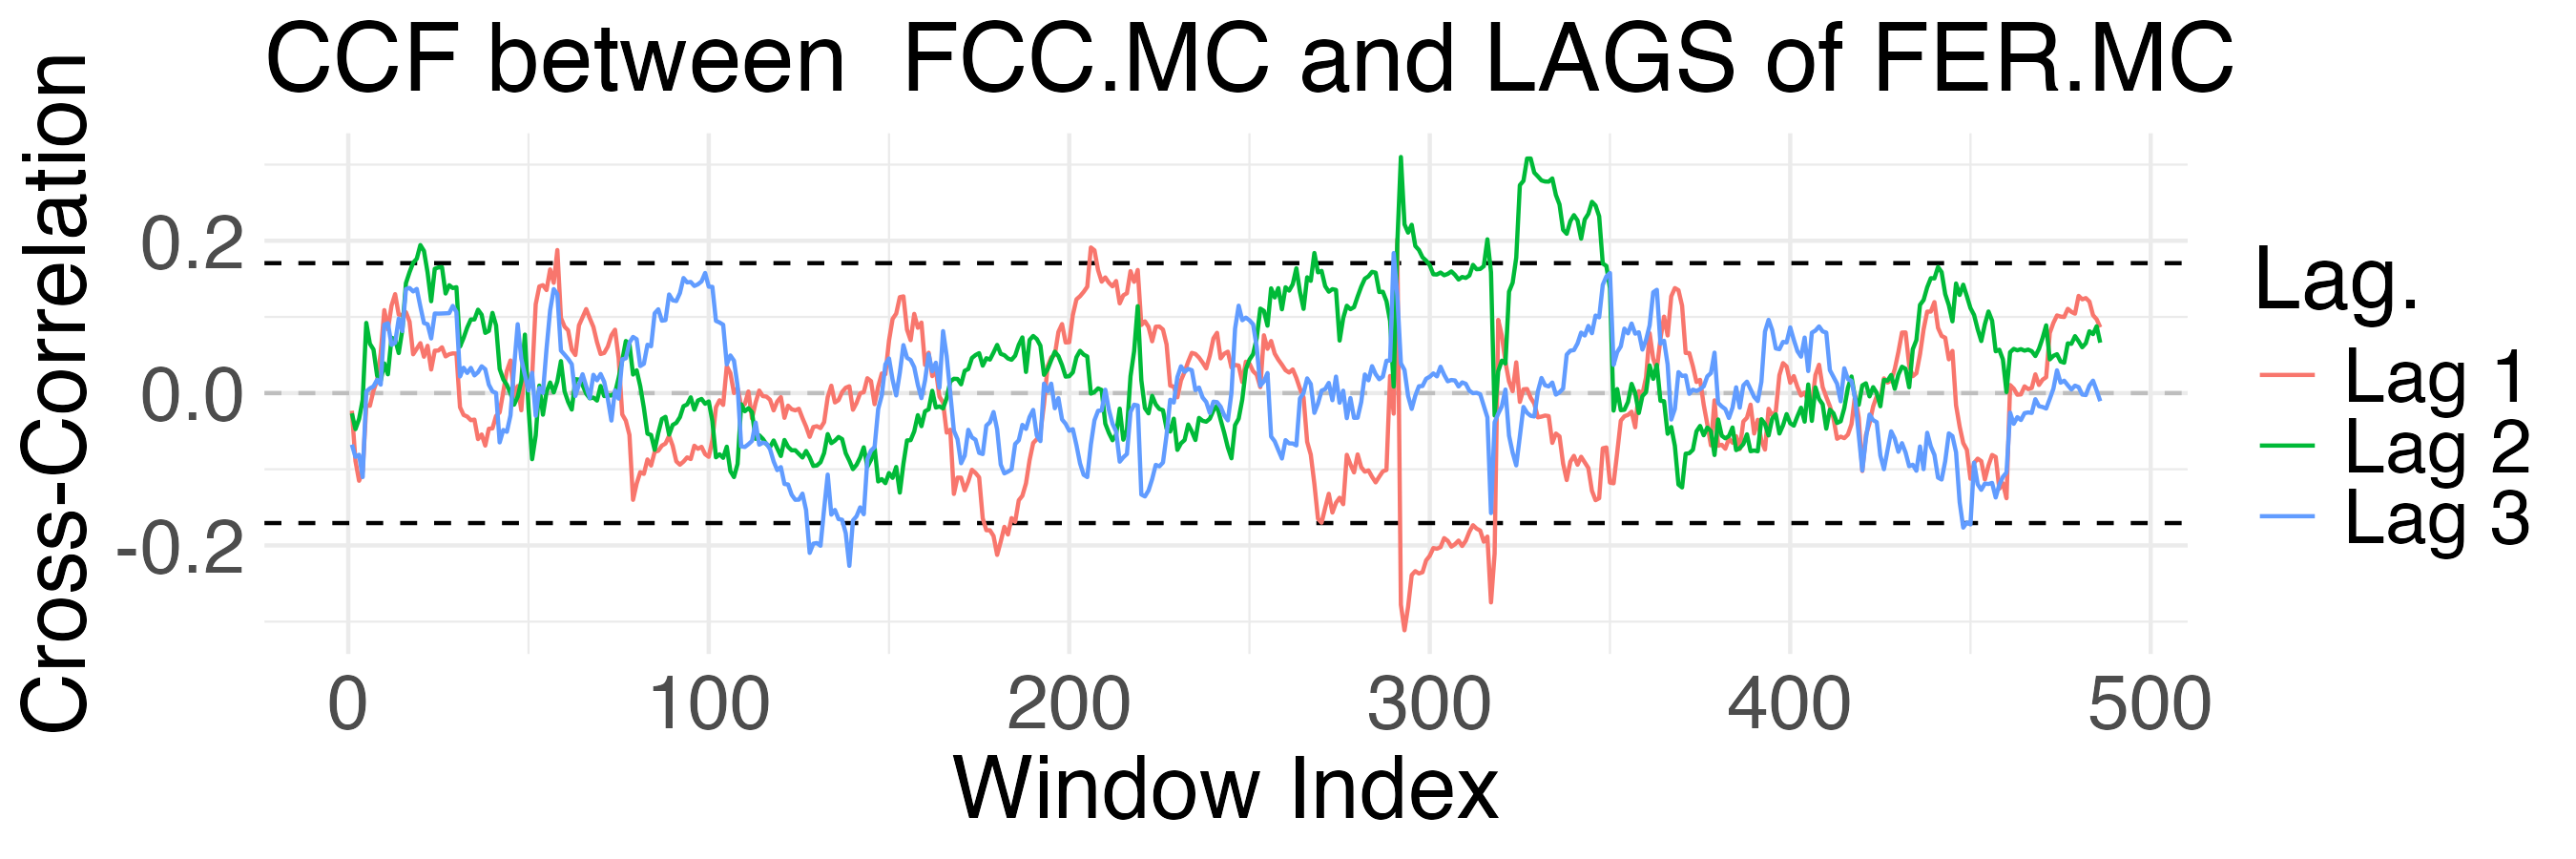 CCF between  FCC.MC and LAGS of FER.MC
Cross-Correlation
0.2
0.0
-0.2
0 100 200 300 400 500
Window Index
Lag.
Lag 1
Lag 2
Lag 3